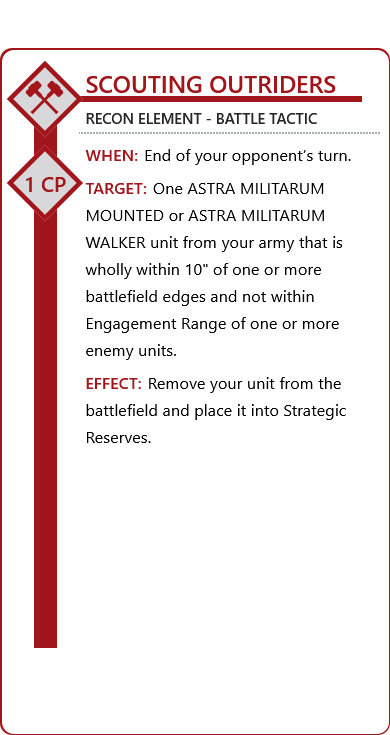 SCOUTING OUTRIDERS
RECON ELEMENT - BATTLE TACTIC
WHEN: End of your opponent’s turn.
1 CP
TARGET: One ASTRA MILITARUM
MOUNTED or ASTRA MILITARUM
WALKER unit from your army that is
wholly within 10" of one or more
battlefield edges and not within
Engagement Range of one or more
enemy units.
EFFECT: Remove your unit from the
battlefield and place it into Strategic
Reserves.